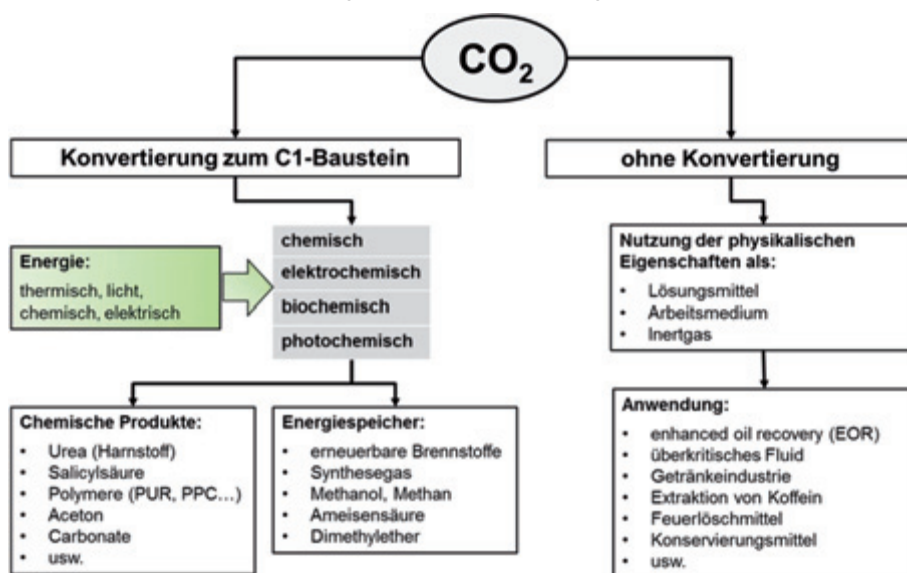 CO2
Konvertierung zum C1-Baustein
ohne Konvertierung
Energie:
thermisch, licht,
chemisch, elektrisch
chemisch
elektrochemisch
biochemisch
photochemisch
Nutzung der physikalischen
Eigenschaften als:
• Lösungsmittel
• Arbeitsmedium
• Inertgas
Chemische Produkte:
• Urea (Harnstoff)
• Salicylsäure
• Polymere (PUR, PPC…)
• Aceton
• Carbonate
• usw.
Energiespeicher:
• erneuerbare Brennstoffe
• Synthesegas
• Methanol, Methan
• Ameisensäure
• Dimethylether
Anwendung:
• enhanced oil recovery (EOR)
• überkritisches Fluid
• Getränkeindustrie
• Extraktion von Koffein
• Feuerlöschmittel
• Konservierungsmittel
• usw.